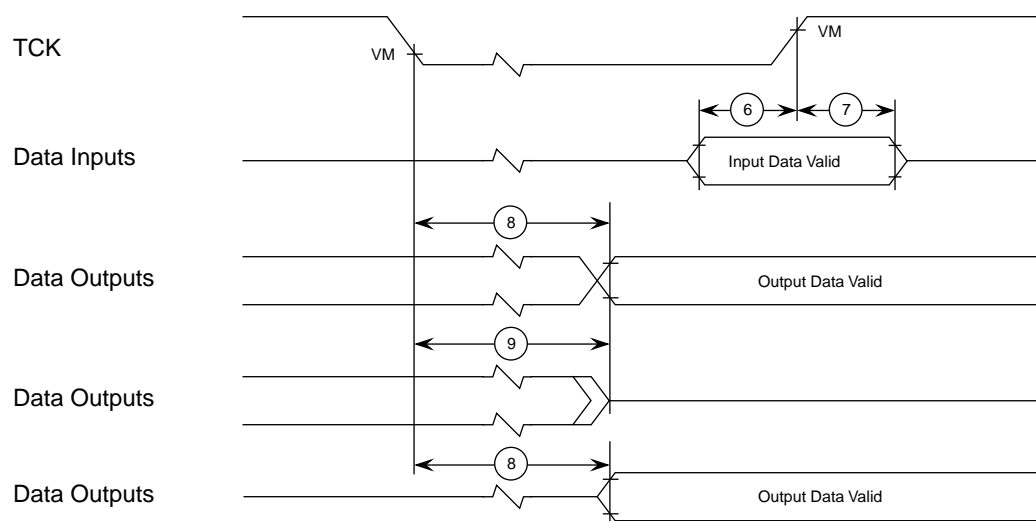 TCK
VM
VM
6
7
Data Inputs
Input Data Valid
8
Data Outputs
Output Data Valid
9
Data Outputs
8
Data Outputs
Output Data Valid